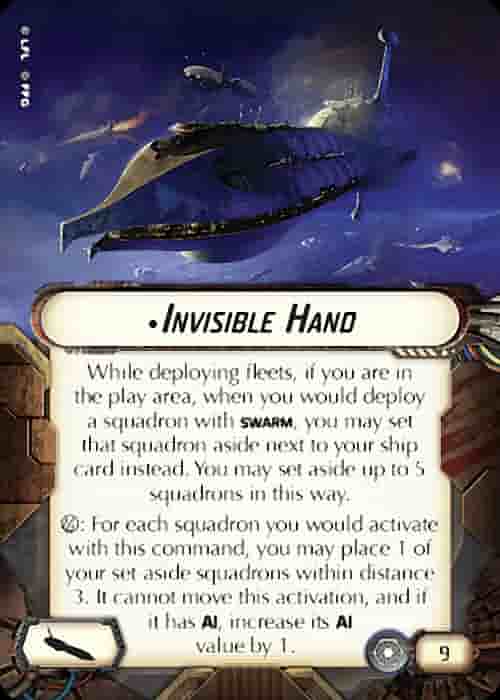 © LFL © FFG
•INVISIBLE HAND
While deploying fleets, if you are in
the play area, when you would deploy
a squadron with SWARM, you may set
that squadron aside next to your ship
card instead. You may set aside up to 5
squadrons in this way.
: For each squadron you would activate
with this command, you may place 1 of
your set aside squadrons within distance
3. It cannot move this activation, and if
it has AI, increase its AI
value by 1.
9